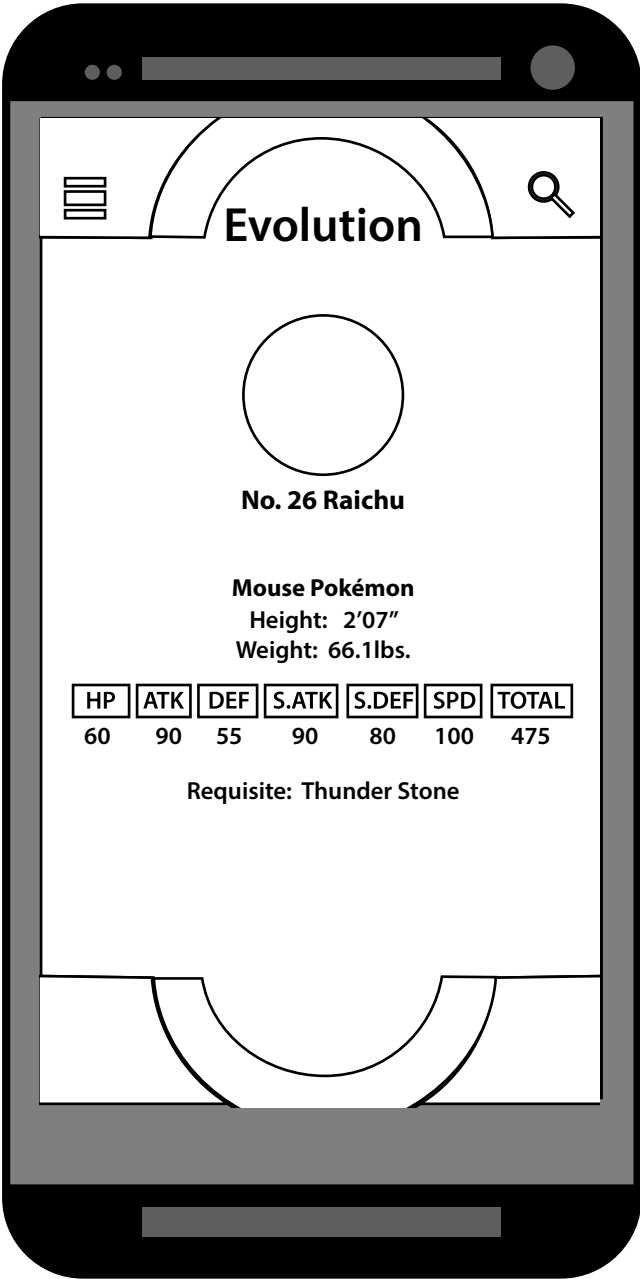 Evolution
No. 26 Raichu
Mouse Pokémon
Height: 2’07”
Weight: 66.1lbs.
HP ATK DEF S.ATK S.DEF SPD TOTAL
60 90 55 90 80 100 475
Requisite: Thunder Stone